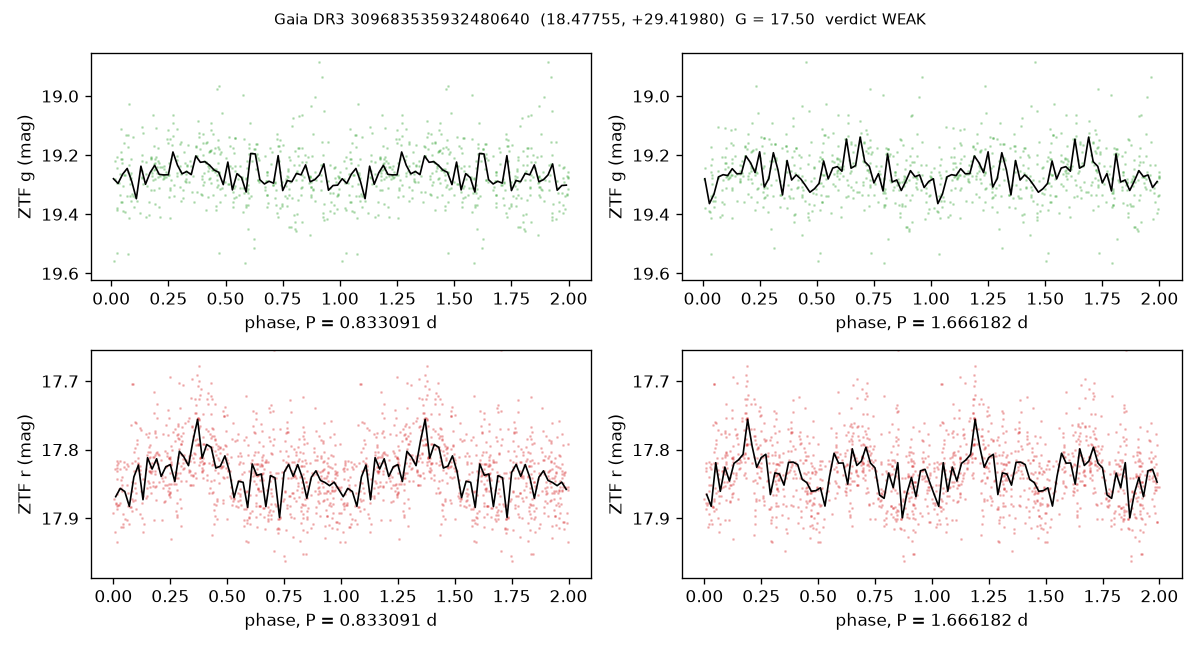 Gaia DR3 309683535932480640 (18.47755, +29.41980) G = 17.50 verdict WEAK
ZTF g (mag)
19.0
19.2
19.4
19.6
0.00 0.25 0.50 0.75 1.00 1.25 1.50 1.75 2.00
phase, P = 0.833091 d
ZTF g (mag)
19.0
19.2
19.4
19.6
0.00 0.25 0.50 0.75 1.00 1.25 1.50 1.75 2.00
phase, P = 1.666182 d
ZTF r (mag)
17.7
17.8
17.9
0.00 0.25 0.50 0.75 1.00 1.25 1.50 1.75 2.00
phase, P = 0.833091 d
ZTF r (mag)
17.7
17.8
17.9
0.00 0.25 0.50 0.75 1.00 1.25 1.50 1.75 2.00
phase, P = 1.666182 d